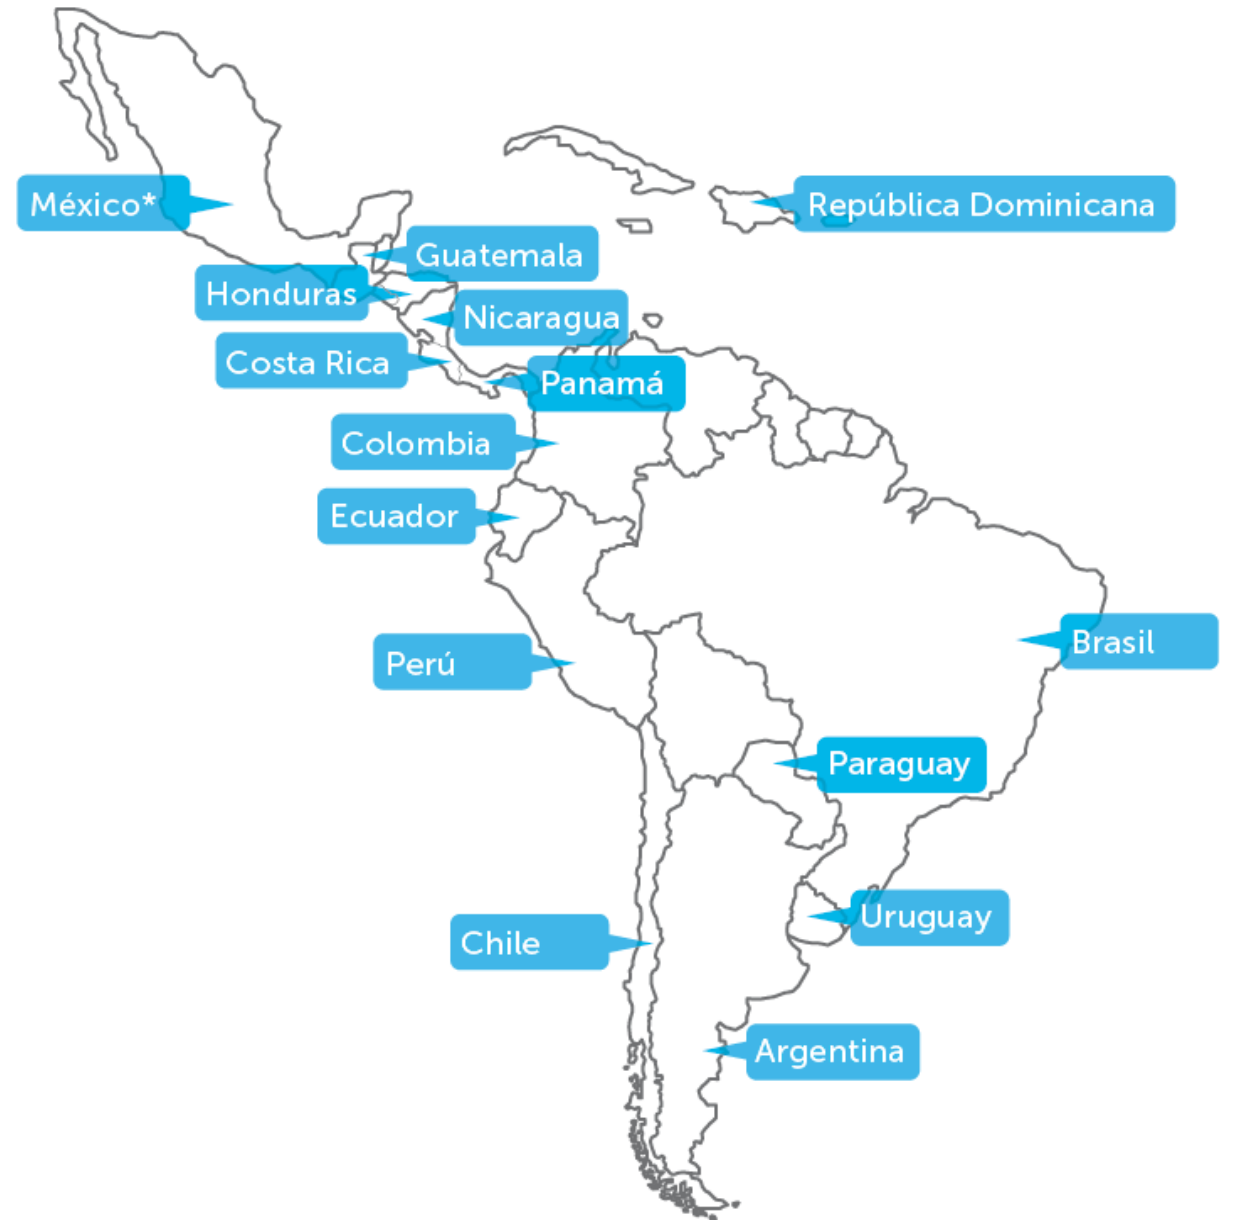 México*
República Dominicana
Guatemala
Honduras
Nicaragua
Costa Rica
Panamá
Colombia
Ecuador
Brasil
Perú
Paraguay
Uruguay
Chile
Argentina